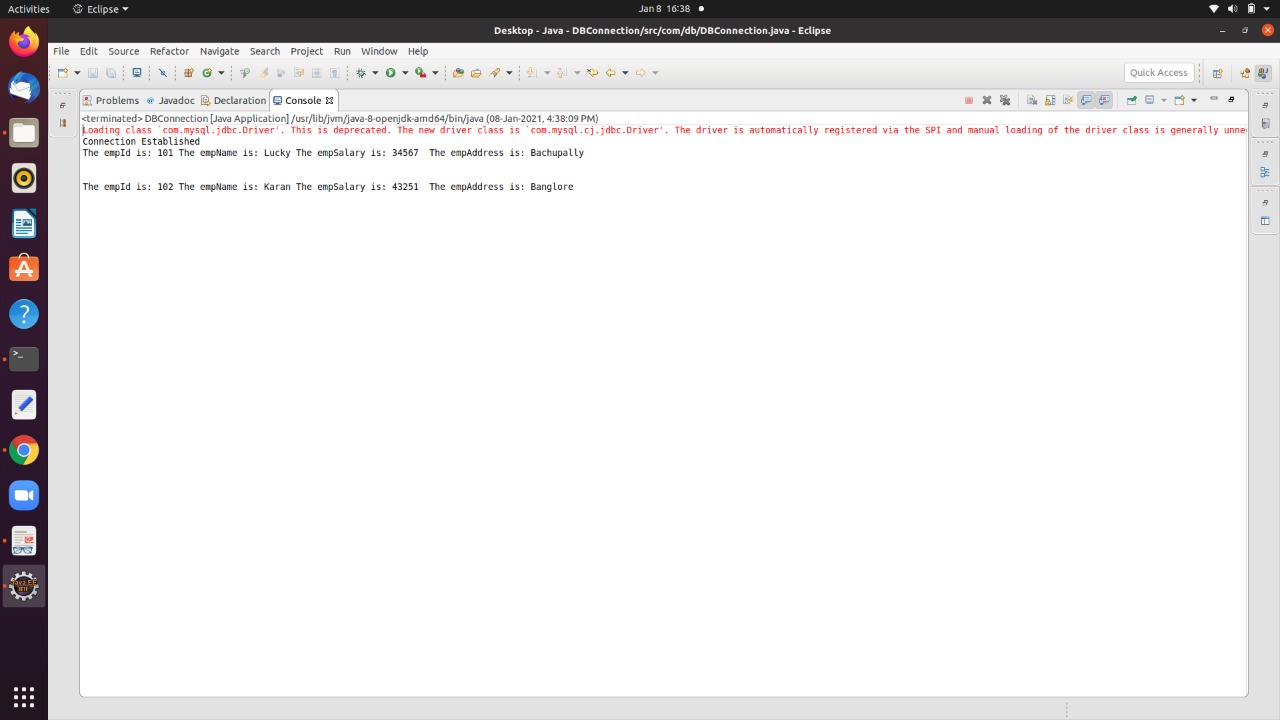 Activities Eclipse Jan 8 16:38
Desktop - Java - DBConnection/src/com/db/DBConnection.java - Eclipse
File Edit Source Refactor Navigate Search Project Run Window Help
Quick Access
Problems @ Javadoc Declaration Console
<terminated> DBConnection [Java Application] /usr/lib/jvm/java-8-openjdk-amd64/bin/java (08-Jan-2021, 4:38:09 PM)
Loading class `com.mysql.jdbc.Driver'. This is deprecated. The new driver class is `com.mysql.cj.jdbc.Driver'. The driver is automatically registered via the SPI and manual loading of the driver class is generally unne
Connection Established
The empId is: 101 The empName is: Lucky The empSalary is: 34567  The empAddress is: Bachupally
The empId is: 102 The empName is: Karan The empSalary is: 43251  The empAddress is: Banglore